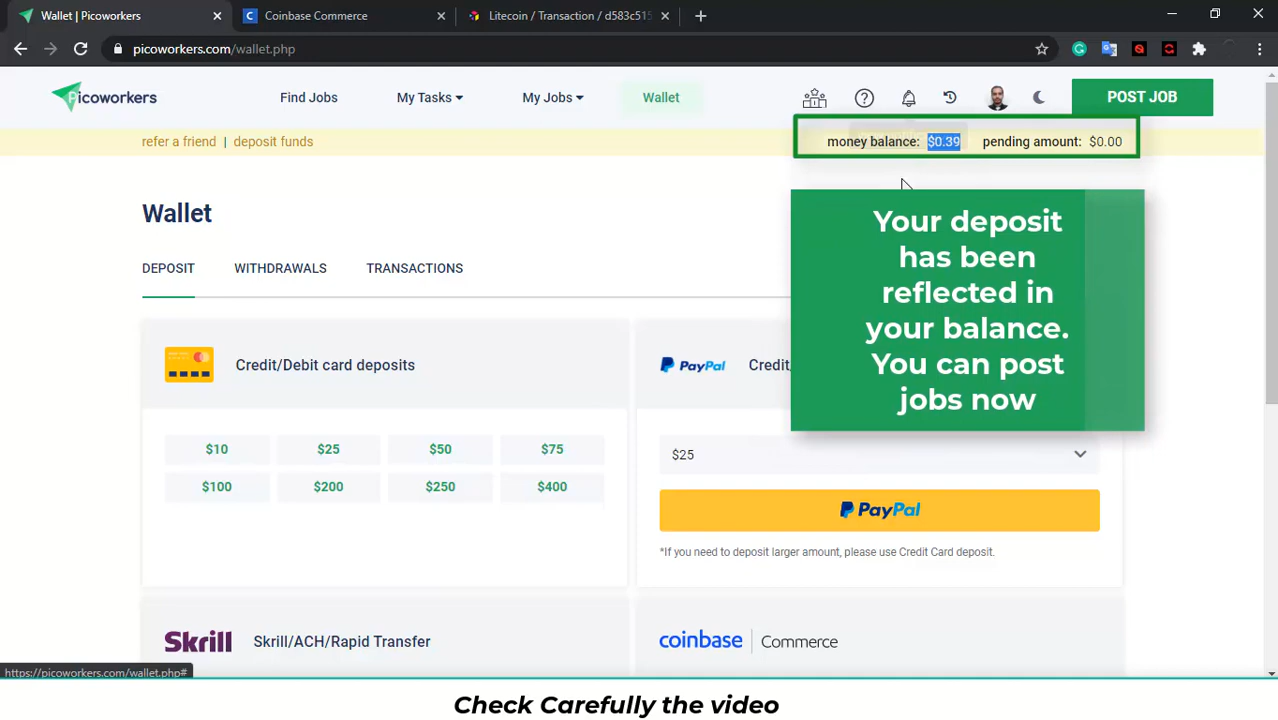 Wallet | Picoworkers
Coinbase Commerce
Litecoin / Transaction / d583c515
picoworkers.com/wallet.php
Picoworkers
Find Jobs
My Tasks
My Jobs
Wallet
POST JOB
refer a friend | deposit funds
money balance: $0.39
pending amount: $0.00
Wallet
Your deposit
has been
reflected in
your balance.
You can post
jobs now
DEPOSIT
WITHDRAWALS
TRANSACTIONS
Credit/Debit card deposits
PayPal
$10
$25
$50
$75
$100
$200
$250
$400
$25
PayPal
*If you need to deposit larger amount, please use Credit Card deposit.
Skrill
Skrill/ACH/Rapid Transfer
coinbase | Commerce
https://picoworkers.com/wallet.php#
Check Carefully the video